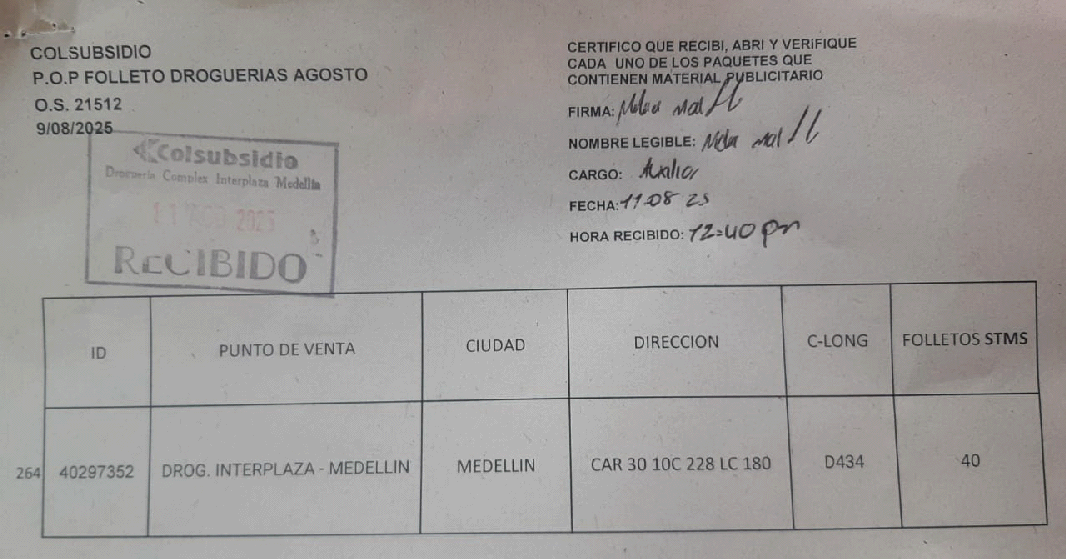 COLSUBSIDIO
P.O.P FOLLETO DROGUERIAS AGOSTO
O.S. 21512
9/08/2025
Colsubsidio
Droguería Complex Interplaza Medellín
11 AGO 2025
RECIBIDO
CERTIFICO QUE RECIBI, ABRI Y VERIFIQUE
CADA UNO DE LOS PAQUETES QUE
CONTIENEN MATERIAL PUBLICITARIO
FIRMA:
NOMBRE LEGIBLE:
CARGO:
FECHA: 11.08 25
HORA RECIBIDO: 12:40 pm
ID PUNTO DE VENTA CIUDAD DIRECCION C-LONG FOLLETOS STMS
264 40297352 DROG. INTERPLAZA - MEDELLIN MEDELLIN CAR 30 10C 228 LC 180 D434 40